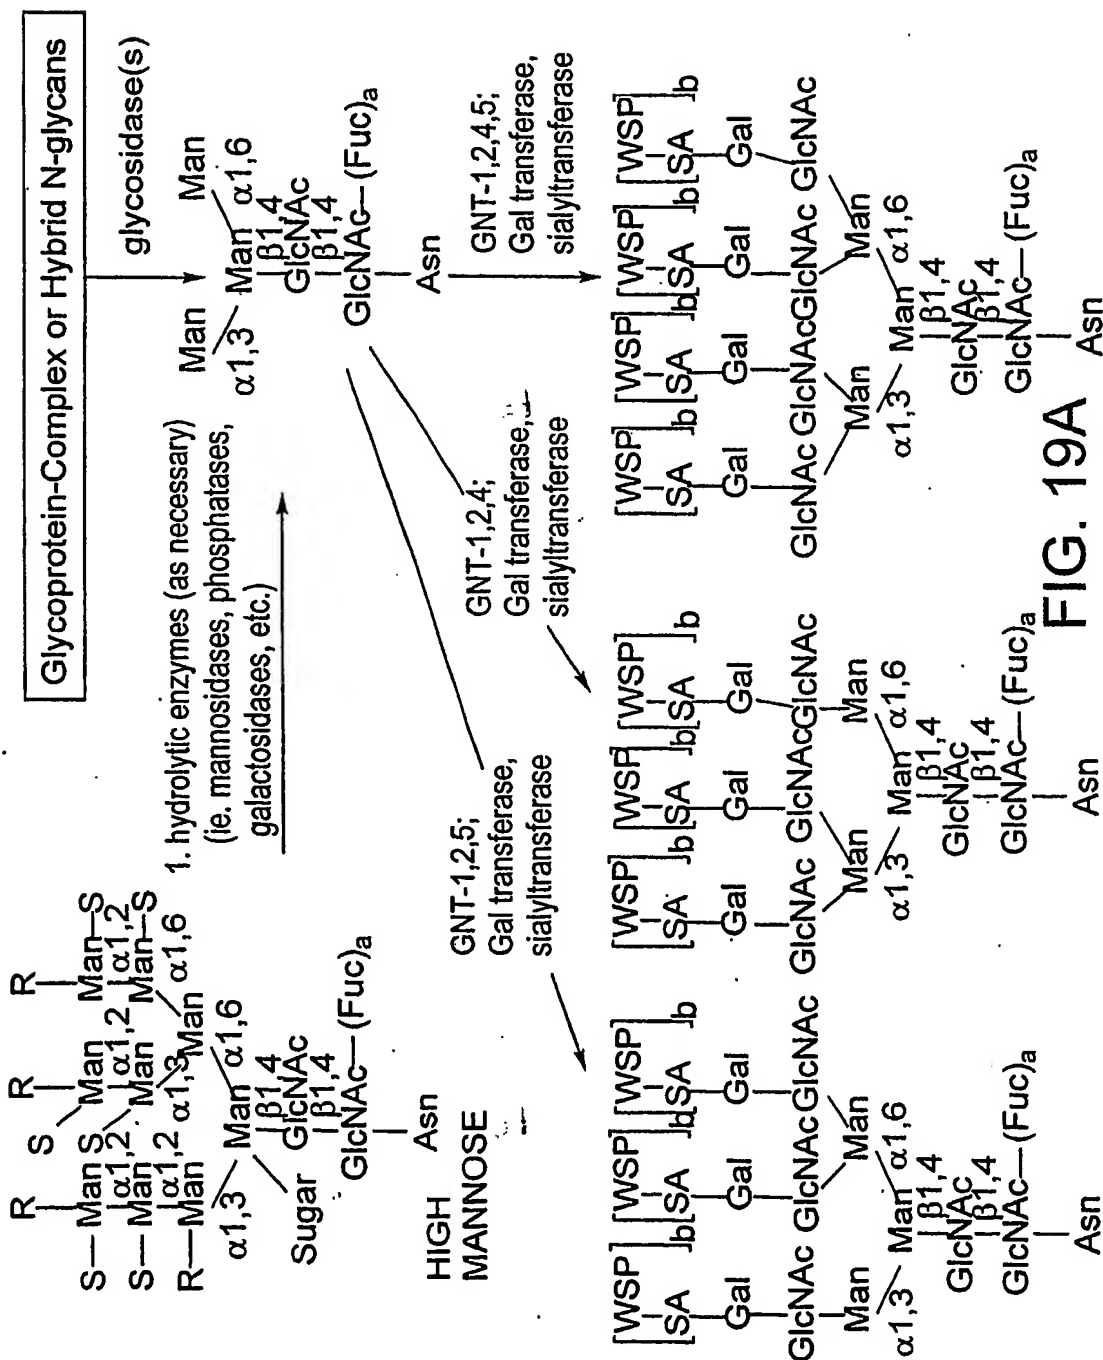 Glycoprotein-Complex or Hybrid N-glycans
glycosidase(s)
R R R
S—Man Man Man—S
S α1,2 α1,2 α1,2
S—Man S Man Man—S
α1,2 α1,3 α1,6
R—Man Man
α1,3 α1,6
Man
Sugar β1,4
GlcNAc
β1,4
GlcNAc—(Fuc)a
Asn
HIGH
MANNOSE
1. hydrolytic enzymes (as necessary)
(ie. mannosidases, phosphatases,
galactosidases, etc.)
Man Man
α1,3 Man α1,6
β1,4
GlcNAc
β1,4
GlcNAc—(Fuc)a
Asn
GNT-1,2,5;
Gal transferase,
sialyltransferase
GNT-1,2,4;
Gal transferase,
sialyltransferase
GNT-1,2,4,5;
Gal transferase,
sialyltransferase
[WSP] [WSP] [WSP]
[SA ]b [SA ]b [SA ]b
Gal Gal Gal
GlcNAc GlcNAc GlcNAc
Man Man
α1,3 Man α1,6
β1,4
GlcNAc
β1,4
GlcNAc—(Fuc)a
Asn
[WSP] [WSP] [WSP]
[SA ]b [SA ]b [SA ]b
Gal Gal Gal
GlcNAc GlcNAc GlcNAc
Man Man
α1,3 Man α1,6
β1,4
GlcNAc
β1,4
GlcNAc—(Fuc)a
Asn
[WSP] [WSP] [WSP] [WSP]
[SA ]b [SA ]b [SA ]b [SA ]b
Gal Gal Gal Gal
GlcNAc GlcNAc GlcNAc GlcNAc
Man Man
α1,3 Man α1,6
β1,4
GlcNAc
β1,4
GlcNAc—(Fuc)a
Asn
FIG. 19A